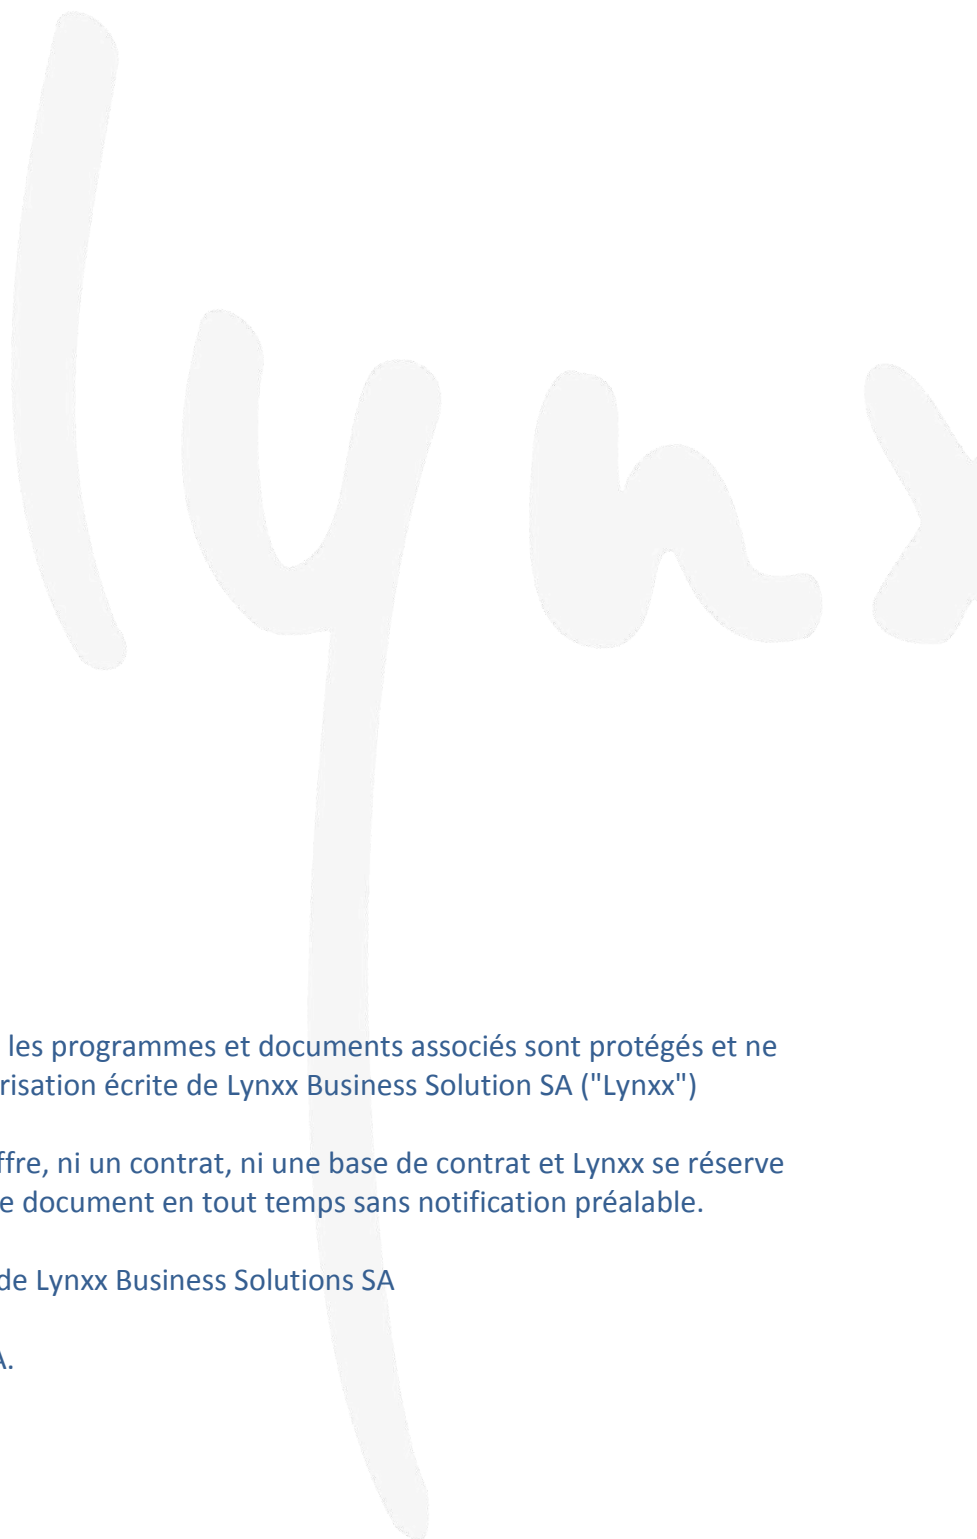 lynx
les programmes et documents associés sont protégés et ne
risation écrite de Lynxx Business Solution SA ("Lynxx")
ffre, ni un contrat, ni une base de contrat et Lynxx se réserve
e document en tout temps sans notification préalable.
de Lynxx Business Solutions SA
A.